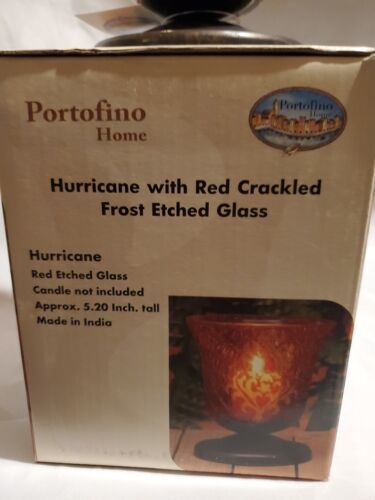 Portofino
Home
Portofino
Home
Hurricane with Red Crackled
Frost Etched Glass
Hurricane
Red Etched Glass
Candle not included
Approx. 5.20 Inch. tall
Made in India